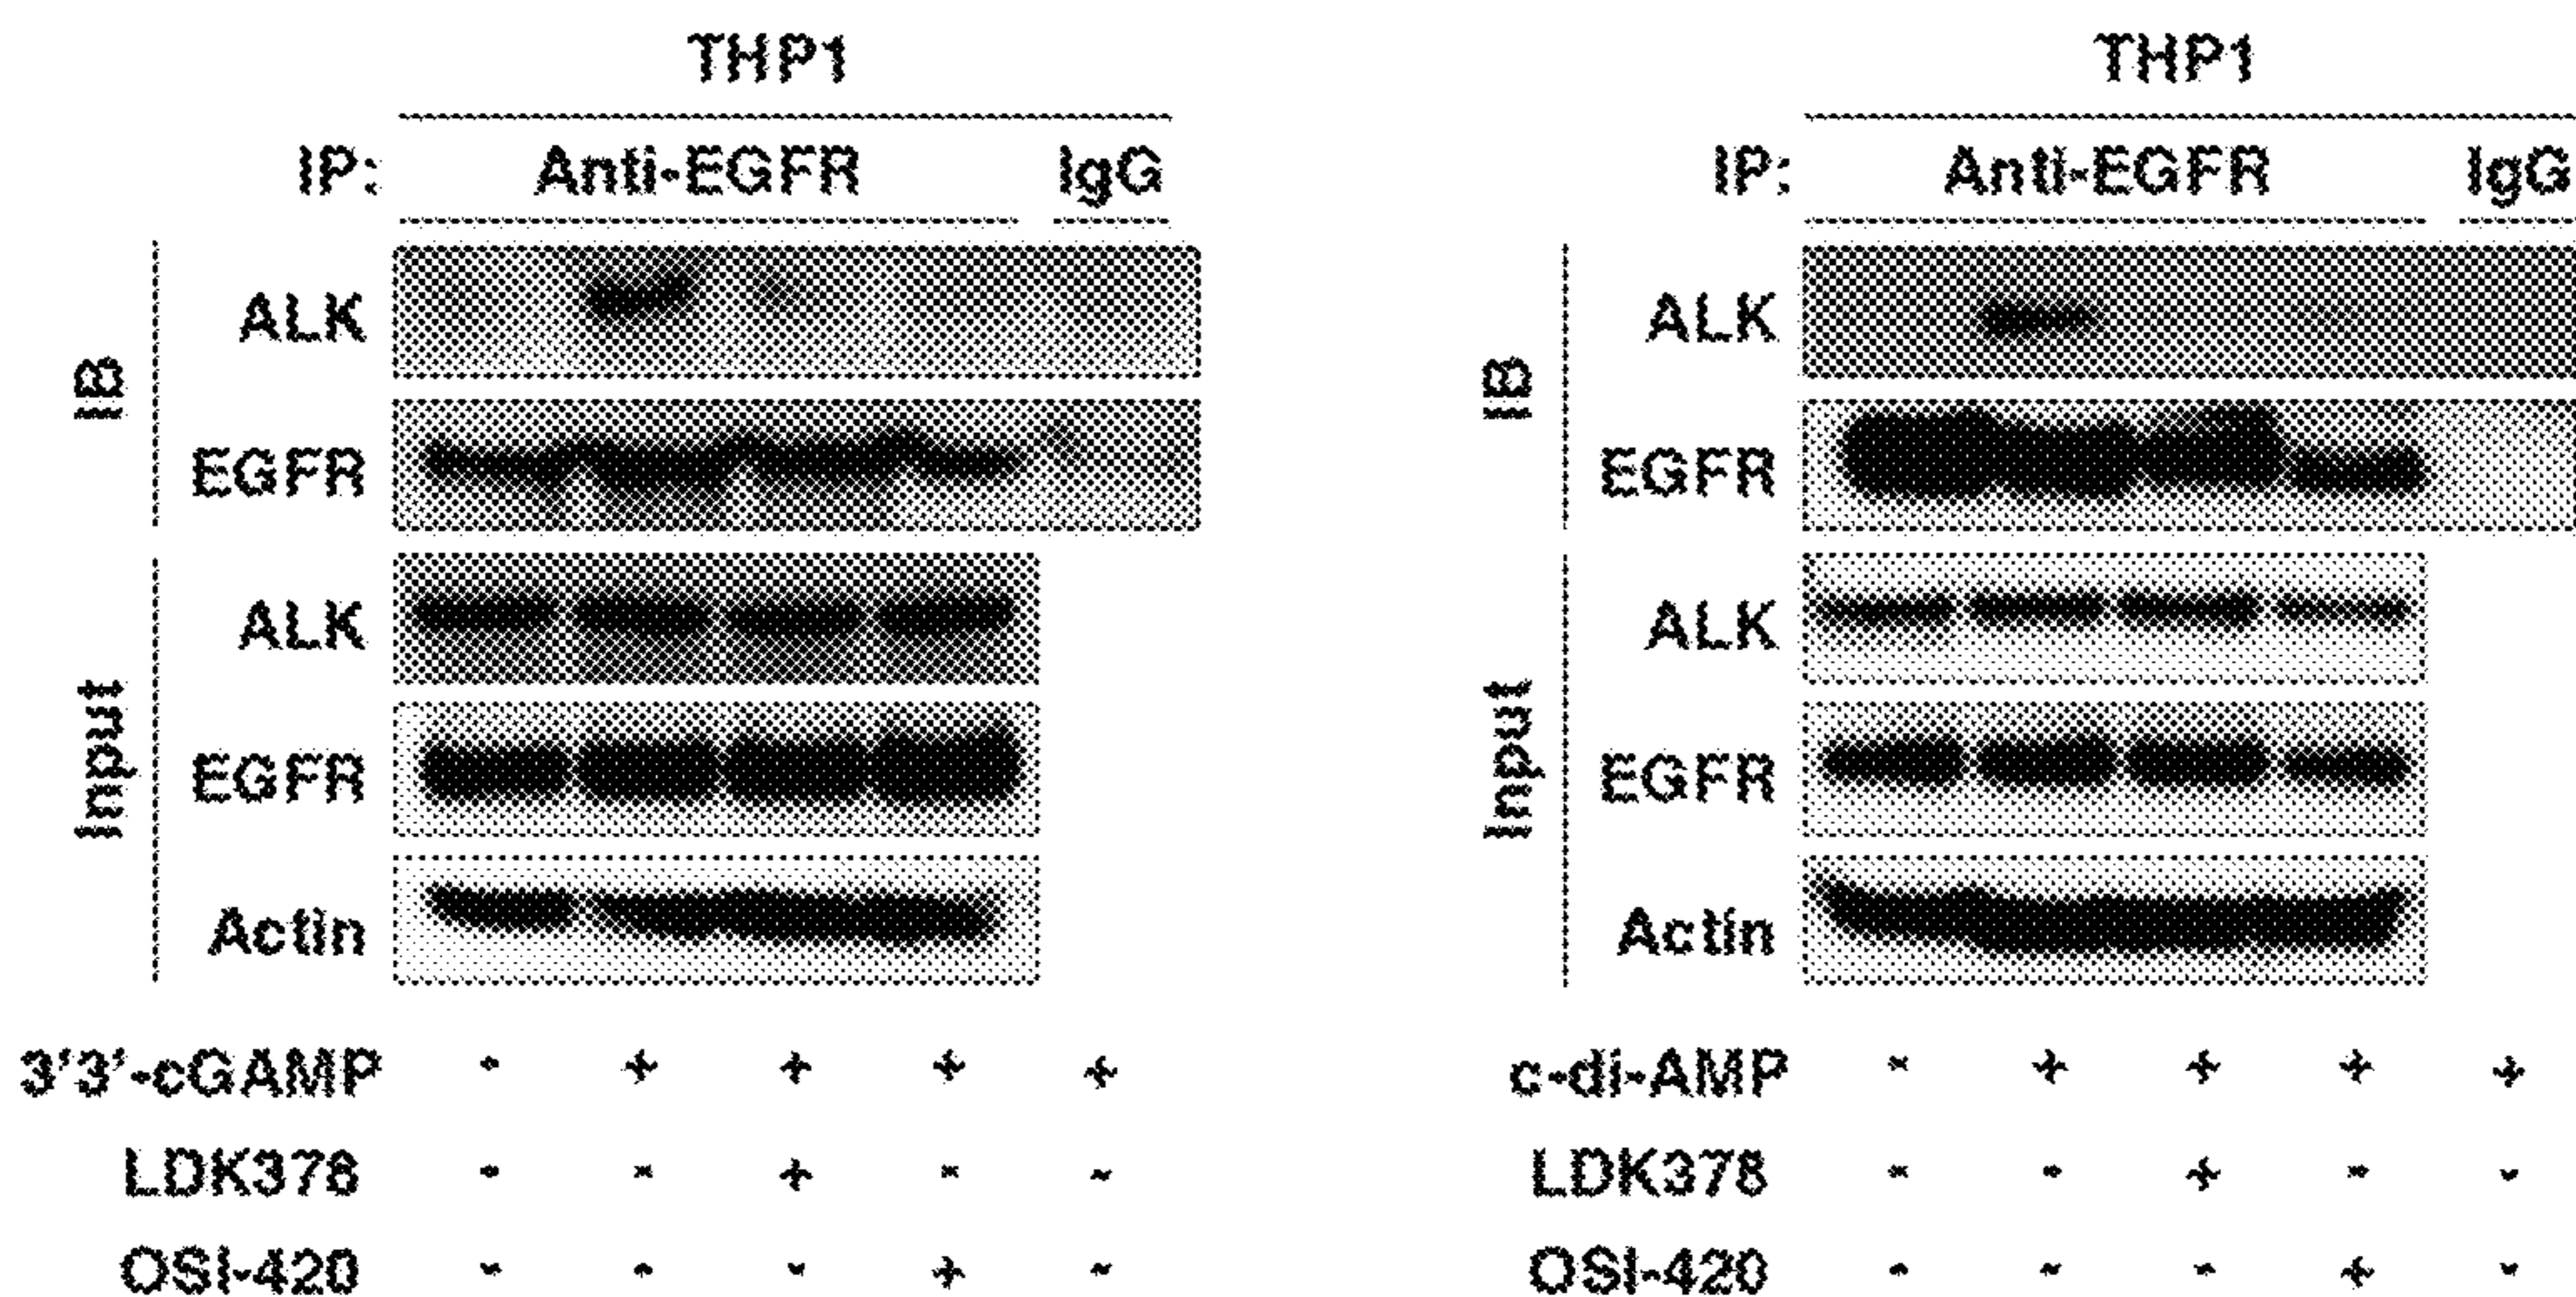 THP1
IP: Anti-EGFR IgG
IB
ALK
EGFR
Input
ALK
EGFR
Actin
3'3'-cGAMP - + + + +
LDK378 - - + - -
OSI-420 - - - + -
THP1
IP: Anti-EGFR IgG
IB
ALK
EGFR
Input
ALK
EGFR
Actin
c-di-AMP - + + + +
LDK378 - - + - -
OSI-420 - - - + -